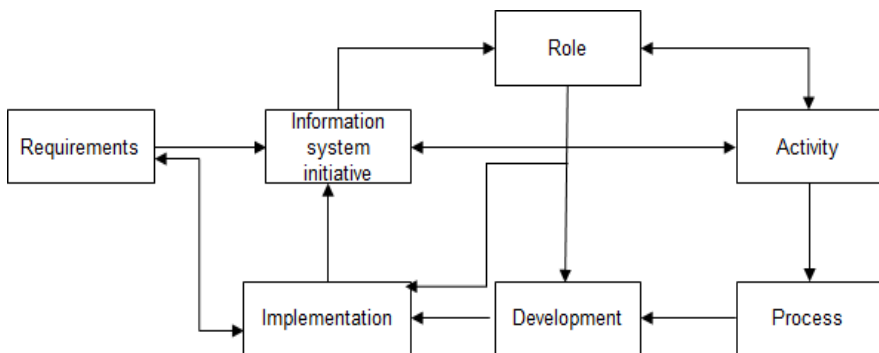 Role
Requirements
Information
system
initiative
Activity
Implementation
Development
Process